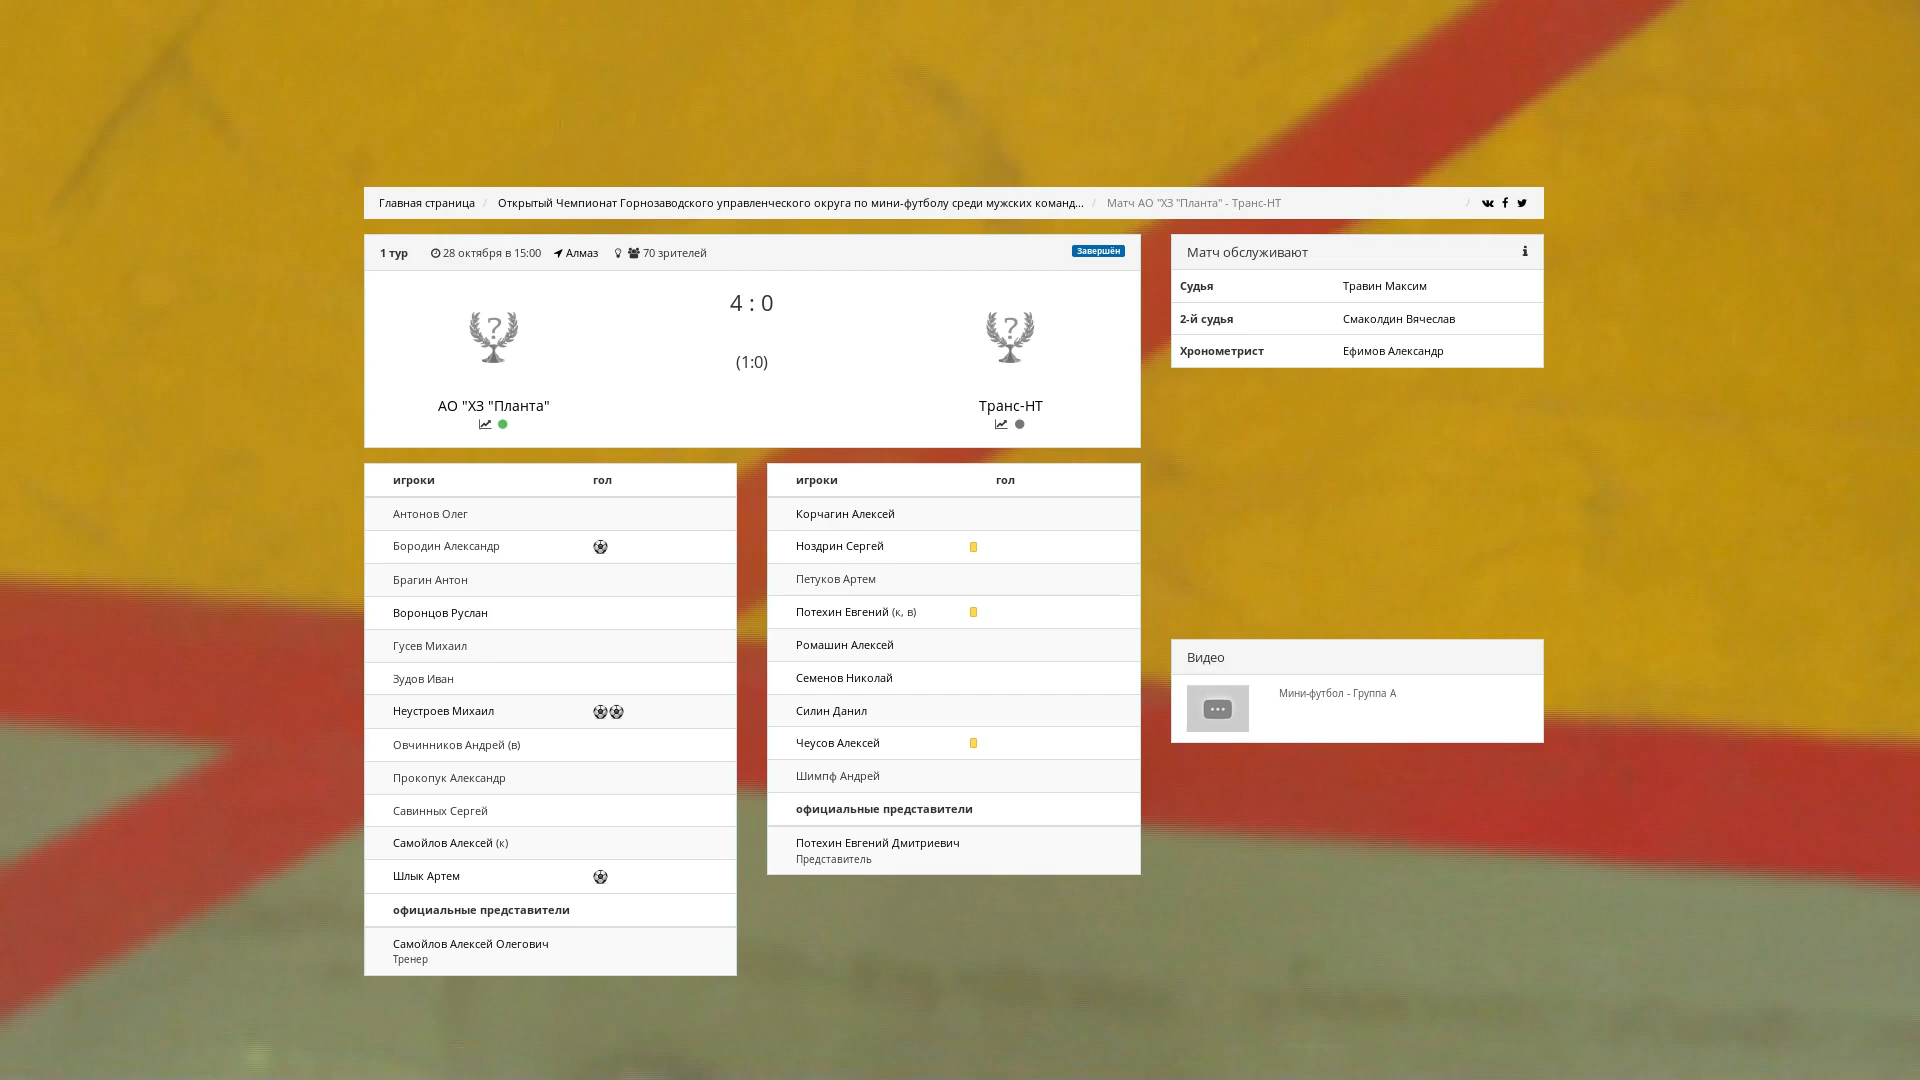 Главная страница / Открытый Чемпионат Горнозаводского управленческого округа по мини-футболу среди мужских команд... / Матч АО "ХЗ "Планта" - Транс-НТ /
1 тур 28 октября в 15:00 Алмаз 70 зрителей Завершён
4 : 0
(1:0)
АО "ХЗ "Планта"
Транс-НТ
игроки гол
Антонов Олег
Бородин Александр
Брагин Антон
Воронцов Руслан
Гусев Михаил
Зудов Иван
Неустроев Михаил
Овчинников Андрей (в)
Прокопук Александр
Савинных Сергей
Самойлов Алексей (к)
Шлык Артем
официальные представители
Самойлов Алексей Олегович
Тренер
игроки гол
Корчагин Алексей
Ноздрин Сергей
Петуков Артем
Потехин Евгений (к, в)
Ромашин Алексей
Семенов Николай
Силин Данил
Чеусов Алексей
Шимпф Андрей
официальные представители
Потехин Евгений Дмитриевич
Представитель
Матч обслуживают
Судья Травин Максим
2-й судья Смаколдин Вячеслав
Хронометрист Ефимов Александр
Видео
Мини-футбол - Группа А